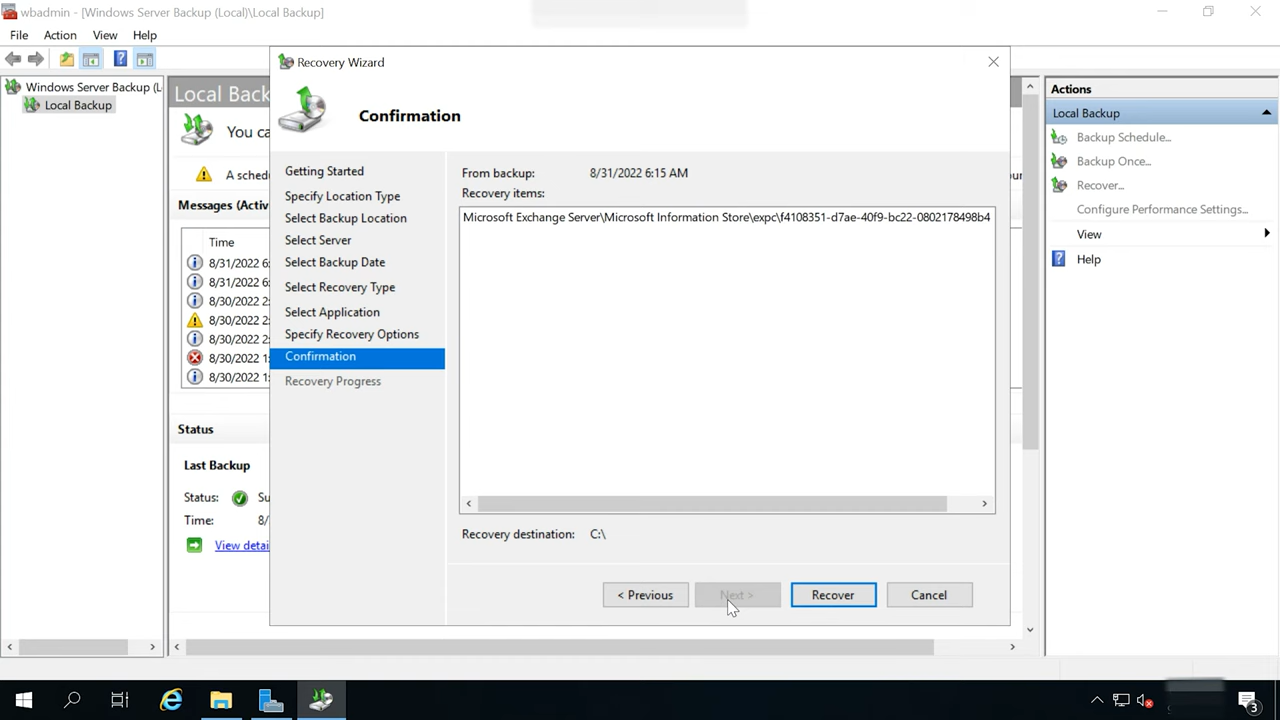 wbadmin - [Windows Server Backup (Local)\Local Backup]
File Action View Help
Windows Server Backup (L
Local Backup
Local Back
You ca
A sched
our
Messages (Activ
Time
8/31/2022 6:
8/31/2022 6:
8/30/2022 2:
8/30/2022 2:
8/30/2022 2:
8/30/2022 1:
8/30/2022 1:
Status
Last Backup
Status: Su
Time: 8/
View detai
Recovery Wizard
Confirmation
Getting Started
Specify Location Type
Select Backup Location
Select Server
Select Backup Date
Select Recovery Type
Select Application
Specify Recovery Options
Confirmation
Recovery Progress
From backup: 8/31/2022 6:15 AM
Recovery items:
Microsoft Exchange Server\Microsoft Information Store\expc\f4108351-d7ae-40f9-bc22-0802178498b4
Recovery destination: C:\
< Previous Next > Recover Cancel
Actions
Local Backup
Backup Schedule...
Backup Once...
Recover...
Configure Performance Settings...
View
Help
3